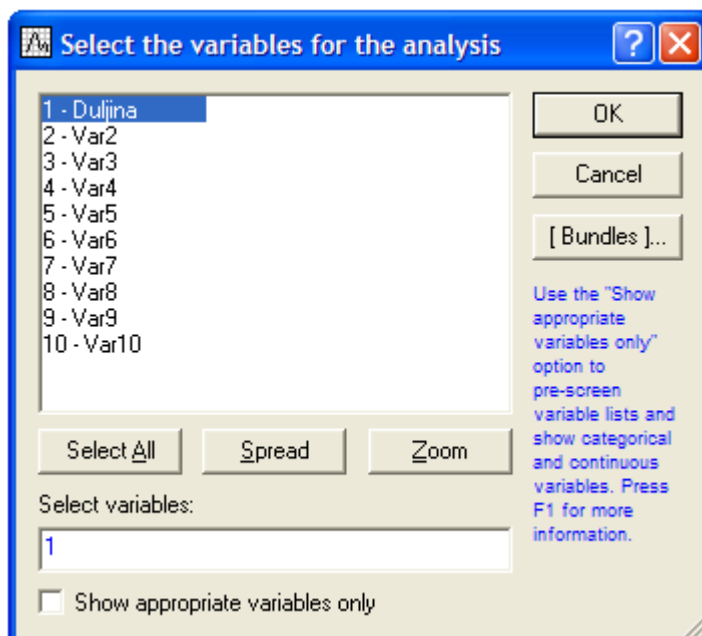 Select the variables for the analysis
1 - Duljina
2 - Var2
3 - Var3
4 - Var4
5 - Var5
6 - Var6
7 - Var7
8 - Var8
9 - Var9
10 - Var10
OK
Cancel
[ Bundles ]...
Use the "Show
appropriate
variables only"
option to
pre-screen
variable lists and
show categorical
and continuous
variables. Press
F1 for more
information.
Select All
Spread
Zoom
Select variables:
1
Show appropriate variables only